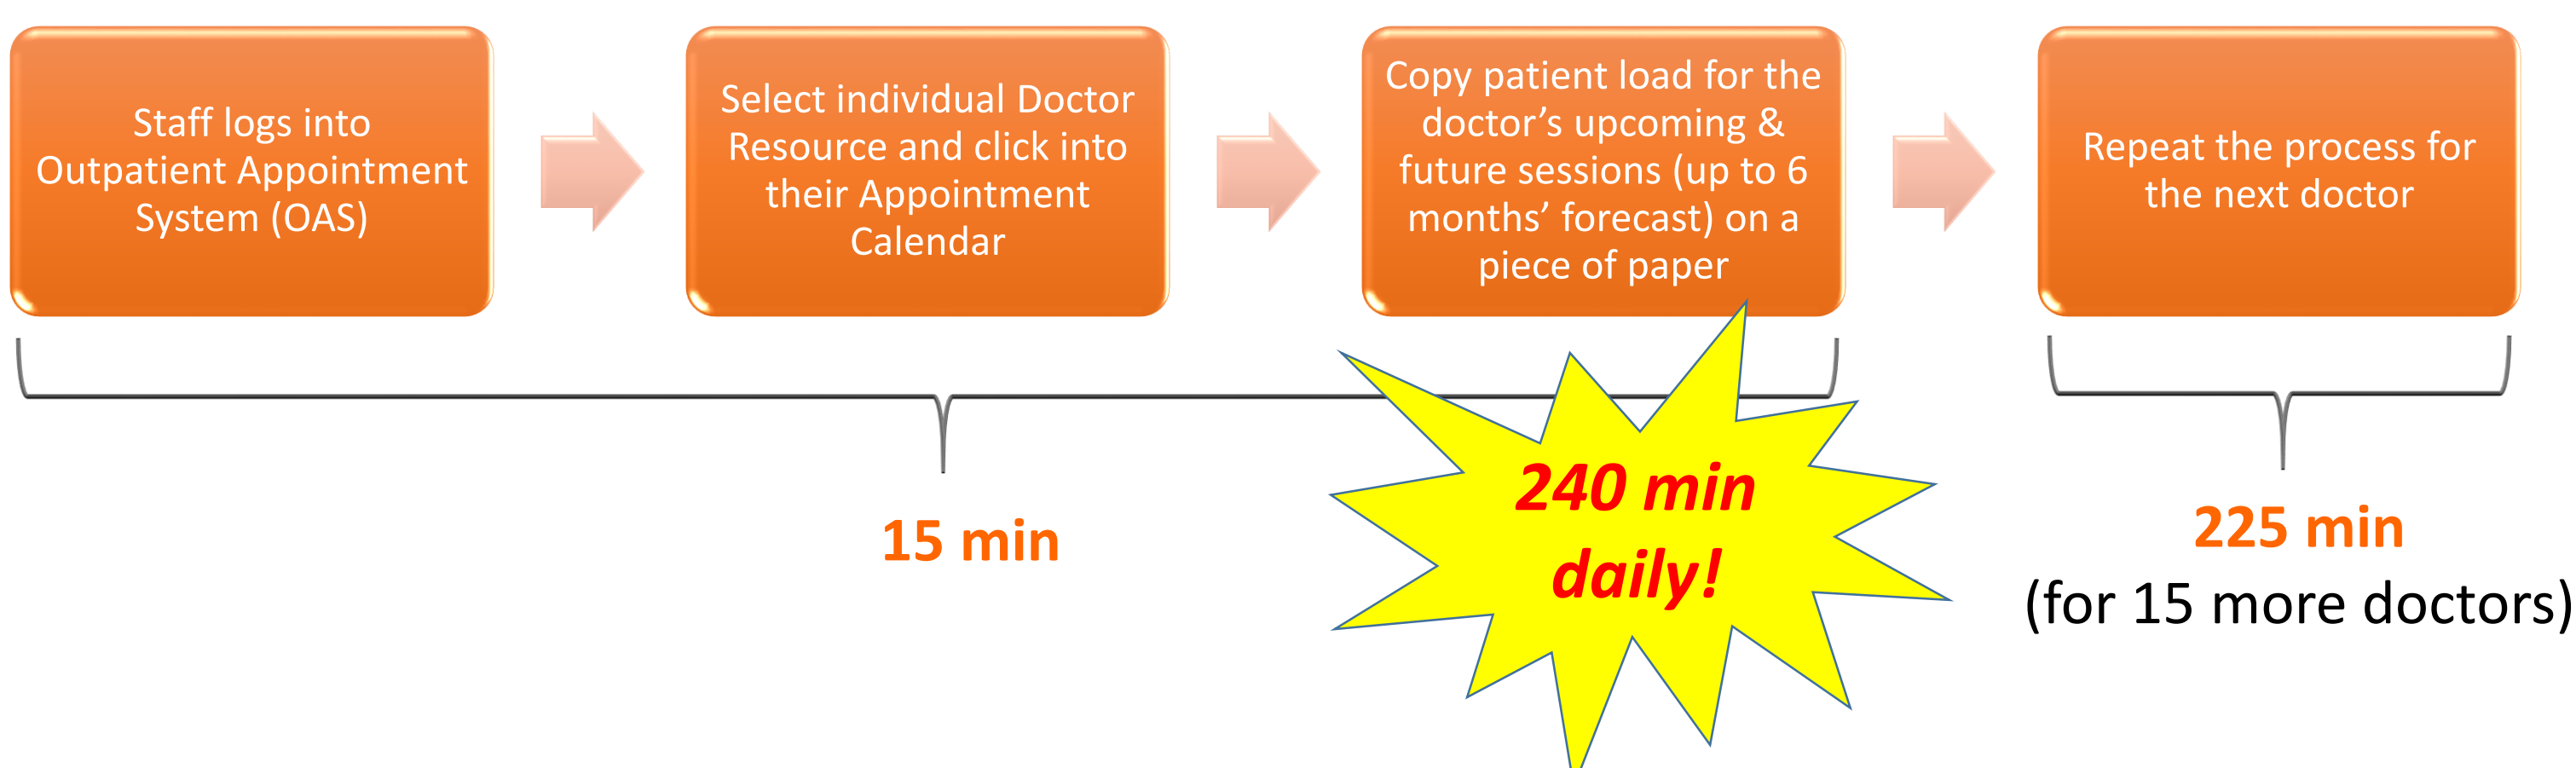 Staff logs into
Outpatient Appointment
System (OAS)
Select individual Doctor
Resource and click into
their Appointment
Calendar
Copy patient load for the
doctor’s upcoming &
future sessions (up to 6
months’ forecast) on a
piece of paper
Repeat the process for
the next doctor
15 min
240 min
daily!
225 min
(for 15 more doctors)